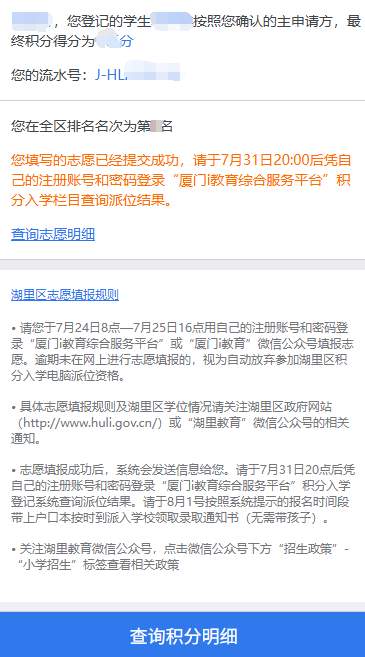 ，您登记的学生 按照您确认的主申请方，最
终积分得分为 分
您的流水号：J-HL
您在全区排名名次为第 名
您填写的志愿已经提交成功，请于7月31日20:00后凭自
己的注册账号和密码登录“厦门i教育综合服务平台”积
分入学栏目查询派位结果。
查询志愿明细
湖里区志愿填报规则
• 请您于7月24日8点—7月25日16点用自己的注册账号和密码登
录“厦门i教育综合服务平台”或“厦门i教育”微信公众号填报志
愿。逾期未在网上进行志愿填报的，视为自动放弃参加湖里区积
分入学电脑派位资格。
• 具体志愿填报规则及湖里区学位情况请关注湖里区政府网站
（http://www.huli.gov.cn/）或“湖里教育”微信公众号的相关
通知。
• 志愿填报成功后，系统会发送信息给您。请于7月31日20点后凭
自己的注册账号和密码登录“厦门i教育综合服务平台”积分入学
登记系统查询派位结果。请于8月1号按照系统提示的报名时间段
带上户口本按时到派入学校领取录取通知书（无需带孩子）。
• 关注湖里教育微信公众号，点击微信公众号下方“招生政策”-
“小学招生”标签查看相关政策
查询积分明细